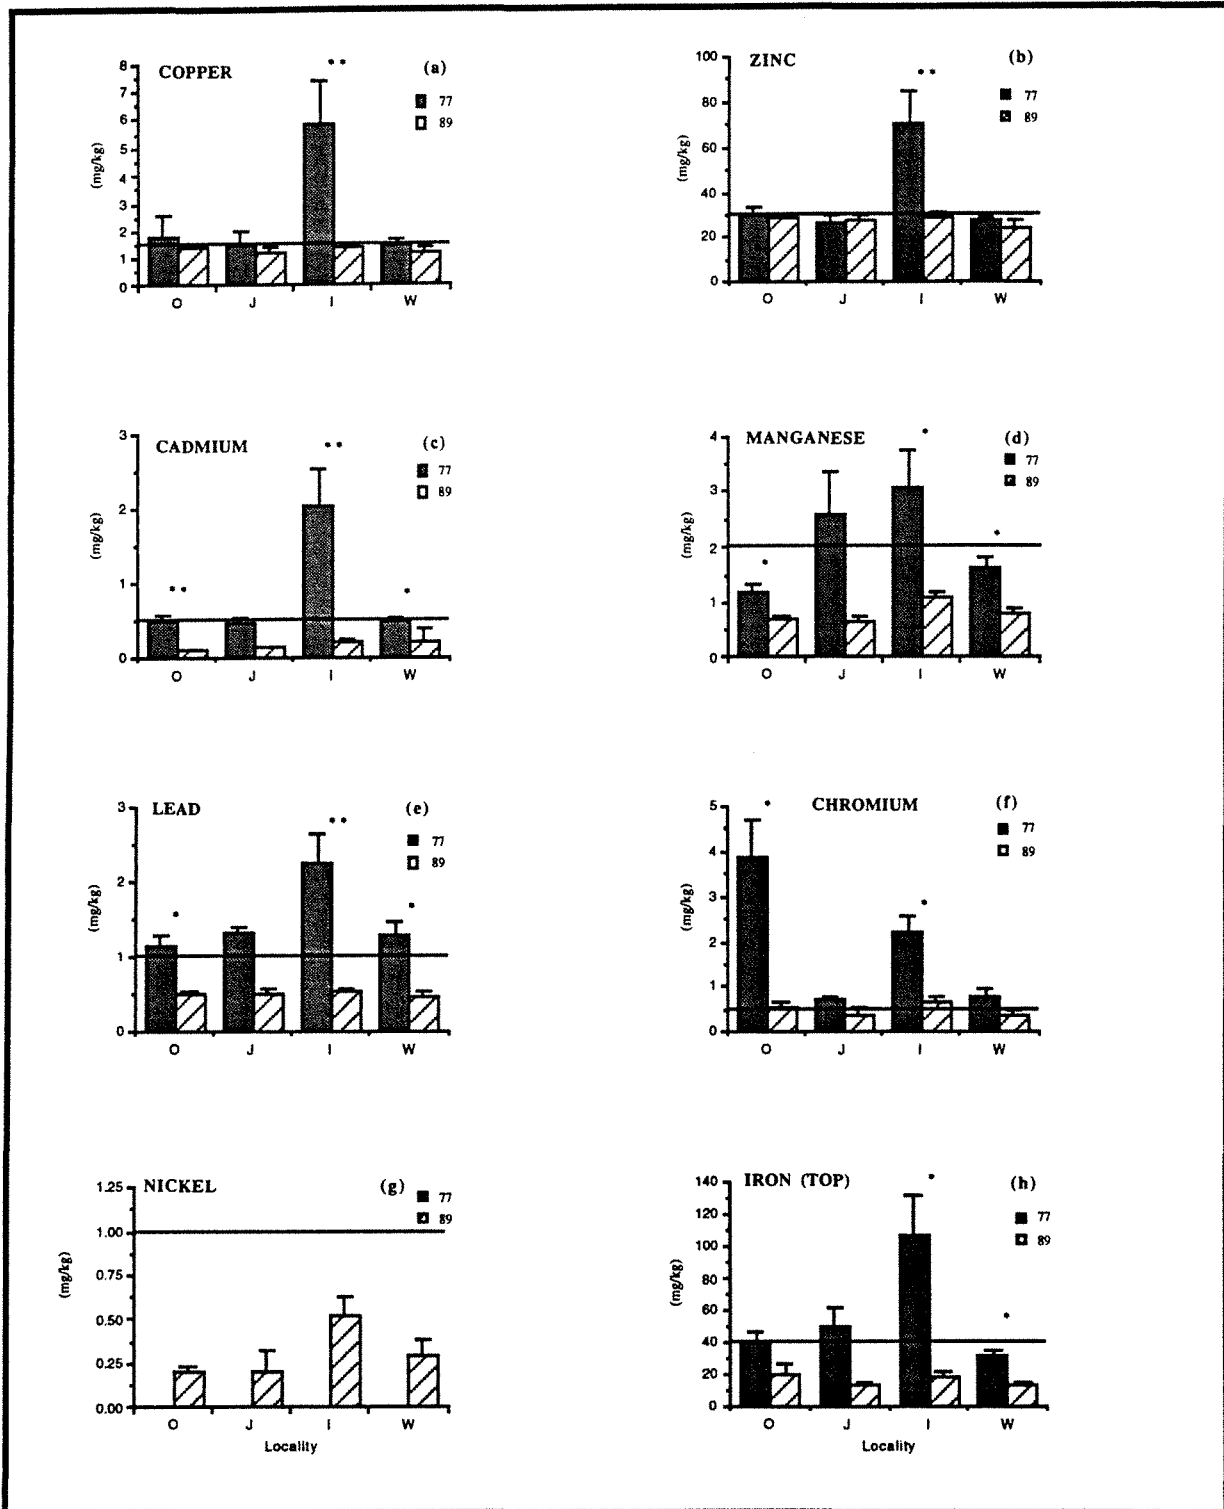 COPPER
(a)
**
77
89
(mg/kg)
8
7
6
5
4
3
2
1
0
O J I W
ZINC
(b)
**
77
89
(mg/kg)
100
80
60
40
20
0
O J I W
CADMIUM
(c)
**
77
89
(mg/kg)
3
2
1
0
** *
O J I W
MANGANESE
(d)
*
77
89
(mg/kg)
4
3
2
1
0
* *
O J I W
LEAD
(e)
**
77
89
(mg/kg)
3
2
1
0
* *
O J I W
CHROMIUM
(f)
*
77
89
(mg/kg)
5
4
3
2
1
0
*
O J I W
NICKEL
(g)
77
89
(mg/kg)
1.25
1.00
0.75
0.50
0.25
0.00
O J I W
Locality
IRON (TOP)
(h)
*
77
89
(mg/kg)
140
120
100
80
60
40
20
0
*
O J I W
Locality